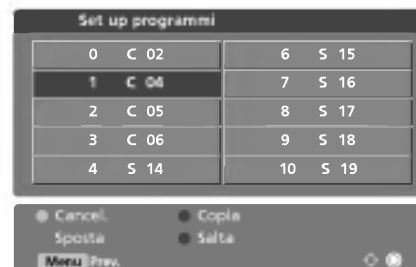 Set up programmi
0 C 02
1 C 04
2 C 05
3 C 06
4 S 14
6 S 15
7 S 16
8 S 17
9 S 18
10 S 19
Cancel. Copia
Sposta Salta
Menu Prev.